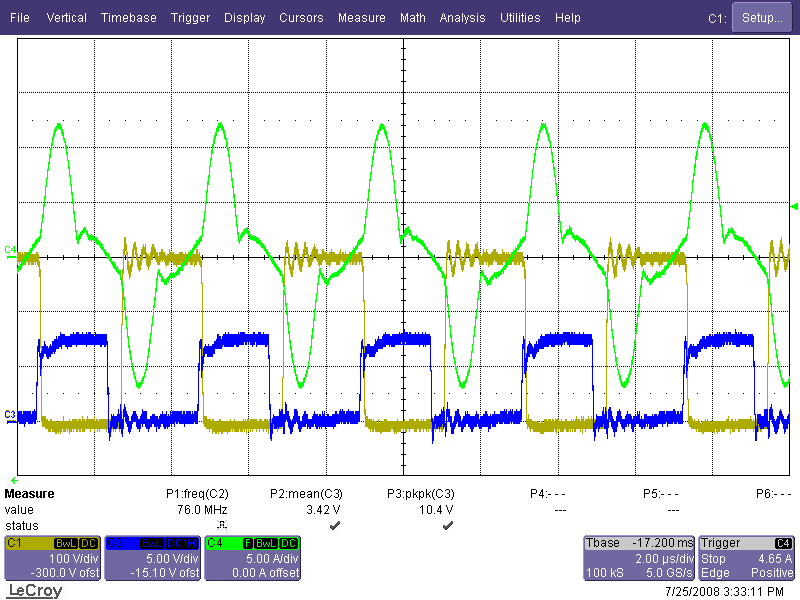 File Vertical Timebase Trigger Display Cursors Measure Math Analysis Utilities Help C1: Setup...
C4
C3
Measure P1:freq(C2) P2:mean(C3) P3:pkpk(C3) P4:- - - P5:- - - P6:- - -
value 76.0 MHz 3.42 V 10.4 V --- --- ---
status
C1 BwL DC C4 F BwL DC Tbase -17.200 ms Trigger C4
100 V/div 5.00 V/div 5.00 A/div 2.00 µs/div Stop 4.65 A
-300.0 V ofst -15.10 V ofst 0.00 A offset 100 kS 5.0 GS/s Edge Positive
LeCroy 7/25/2008 3:33:11 PM